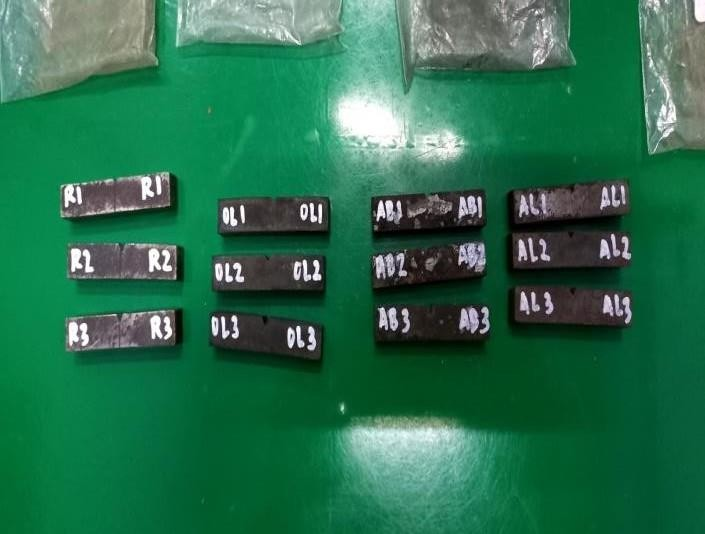 R1 R1
R2 R2
R3 R3
OL1 OL1
OL2 OL2
OL3 OL3
AB1 AB1
AB2 AB2
AB3 AB3
AL1 AL1
AL2 AL2
AL3 AL3